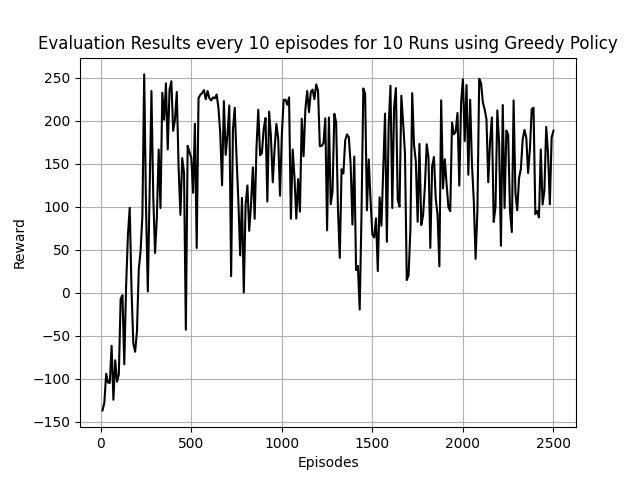 Evaluation Results every 10 episodes for 10 Runs using Greedy Policy
250
200
150
100
50
0
−50
−100
−150
Reward
0 500 1000 1500 2000 2500
Episodes